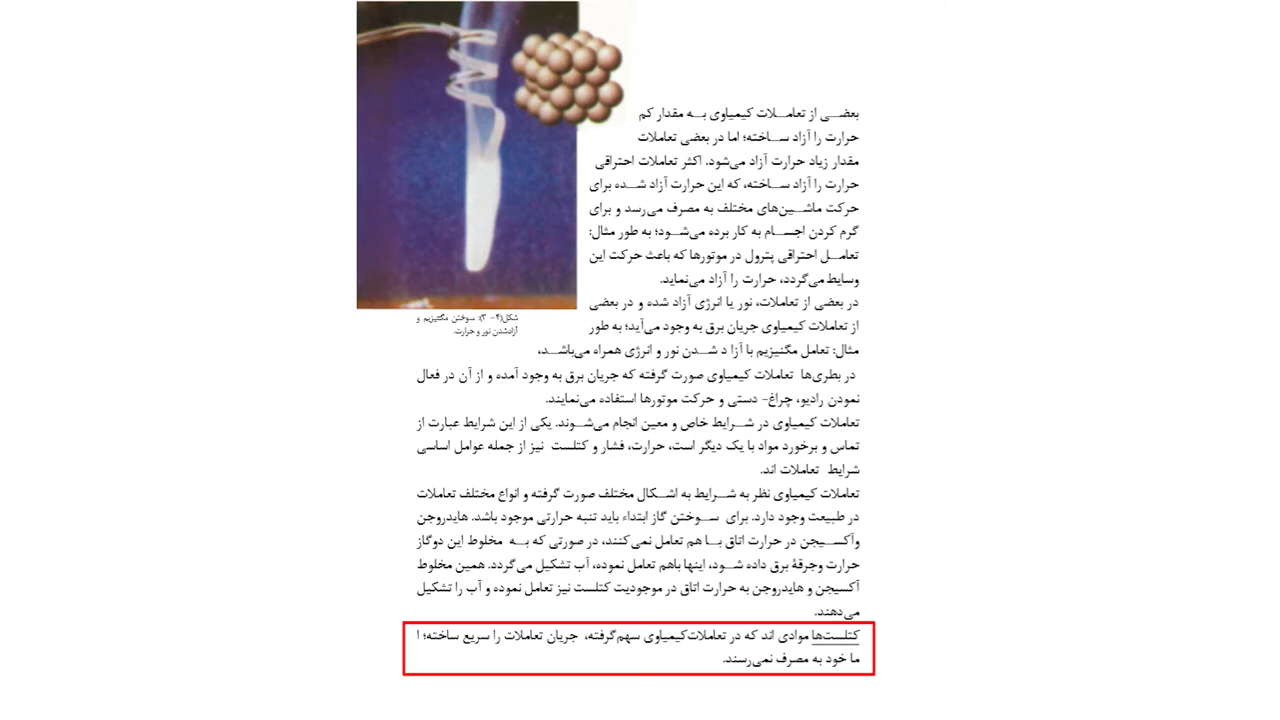 بعضی از تعاملات کیمیاوی به مقدار کم
حرارت را آزاد ساخته؛ اما در بعضی تعاملات
مقدار زیاد حرارت آزاد می‌شود. اکثر تعاملات احتراقی
حرارت را آزاد ساخته، که این حرارت آزاد شده برای
حرکت ماشین‌های مختلف به مصرف می‌رسد و برای
گرم کردن اجسام به کار برده می‌شود؛ به طور مثال:
تعامل احتراقی پترول در موتورها که باعث حرکت این
وسایط می‌گردد، حرارت را آزاد می‌نماید.
در بعضی از تعاملات، نور یا انرژی آزاد شده و در بعضی
از تعاملات کیمیاوی جریان برق به وجود می‌آید؛ به طور
مثال: تعامل مگنیزیم با آزا د شدن نور و انرژی همراه می‌باشد،
شکل(۴- ۳): سوختن مگنیزیم و
آزادشدن نور و حرارت.
در بطری‌ها تعاملات کیمیاوی صورت گرفته که جریان برق به وجود آمده و از آن در فعال
نمودن رادیو، چراغ- دستی و حرکت موتورها استفاده می‌نمایند.
تعاملات کیمیاوی در شرایط خاص و معین انجام می‌شوند. یکی از این شرایط عبارت از
تماس و برخورد مواد با یک دیگر است، حرارت، فشار و کتلست نیز از جمله عوامل اساسی
شرایط تعاملات اند.
تعاملات کیمیاوی نظر به شرایط به اشکال مختلف صورت گرفته و انواع مختلف تعاملات
در طبیعت وجود دارد. برای سوختن گاز ابتداء باید تنبه حرارتی موجود باشد. هایدروجن
وآکسیجن در حرارت اتاق با هم تعامل نمی‌کنند، در صورتی که به مخلوط این دوگاز
حرارت وجرقهٔ برق داده شود، اینها باهم تعامل نموده، آب تشکیل می‌گردد. همین مخلوط
آکسیجن و هایدروجن به حرارت اتاق در موجودیت کتلست نیز تعامل نموده و آب را تشکیل
می‌دهند.
کتلست‌ها موادی اند که در تعاملات‌کیمیاوی سهم‌گرفته، جریان تعاملات را سریع ساخته؛ ا
ما خود به مصرف نمی‌رسند.